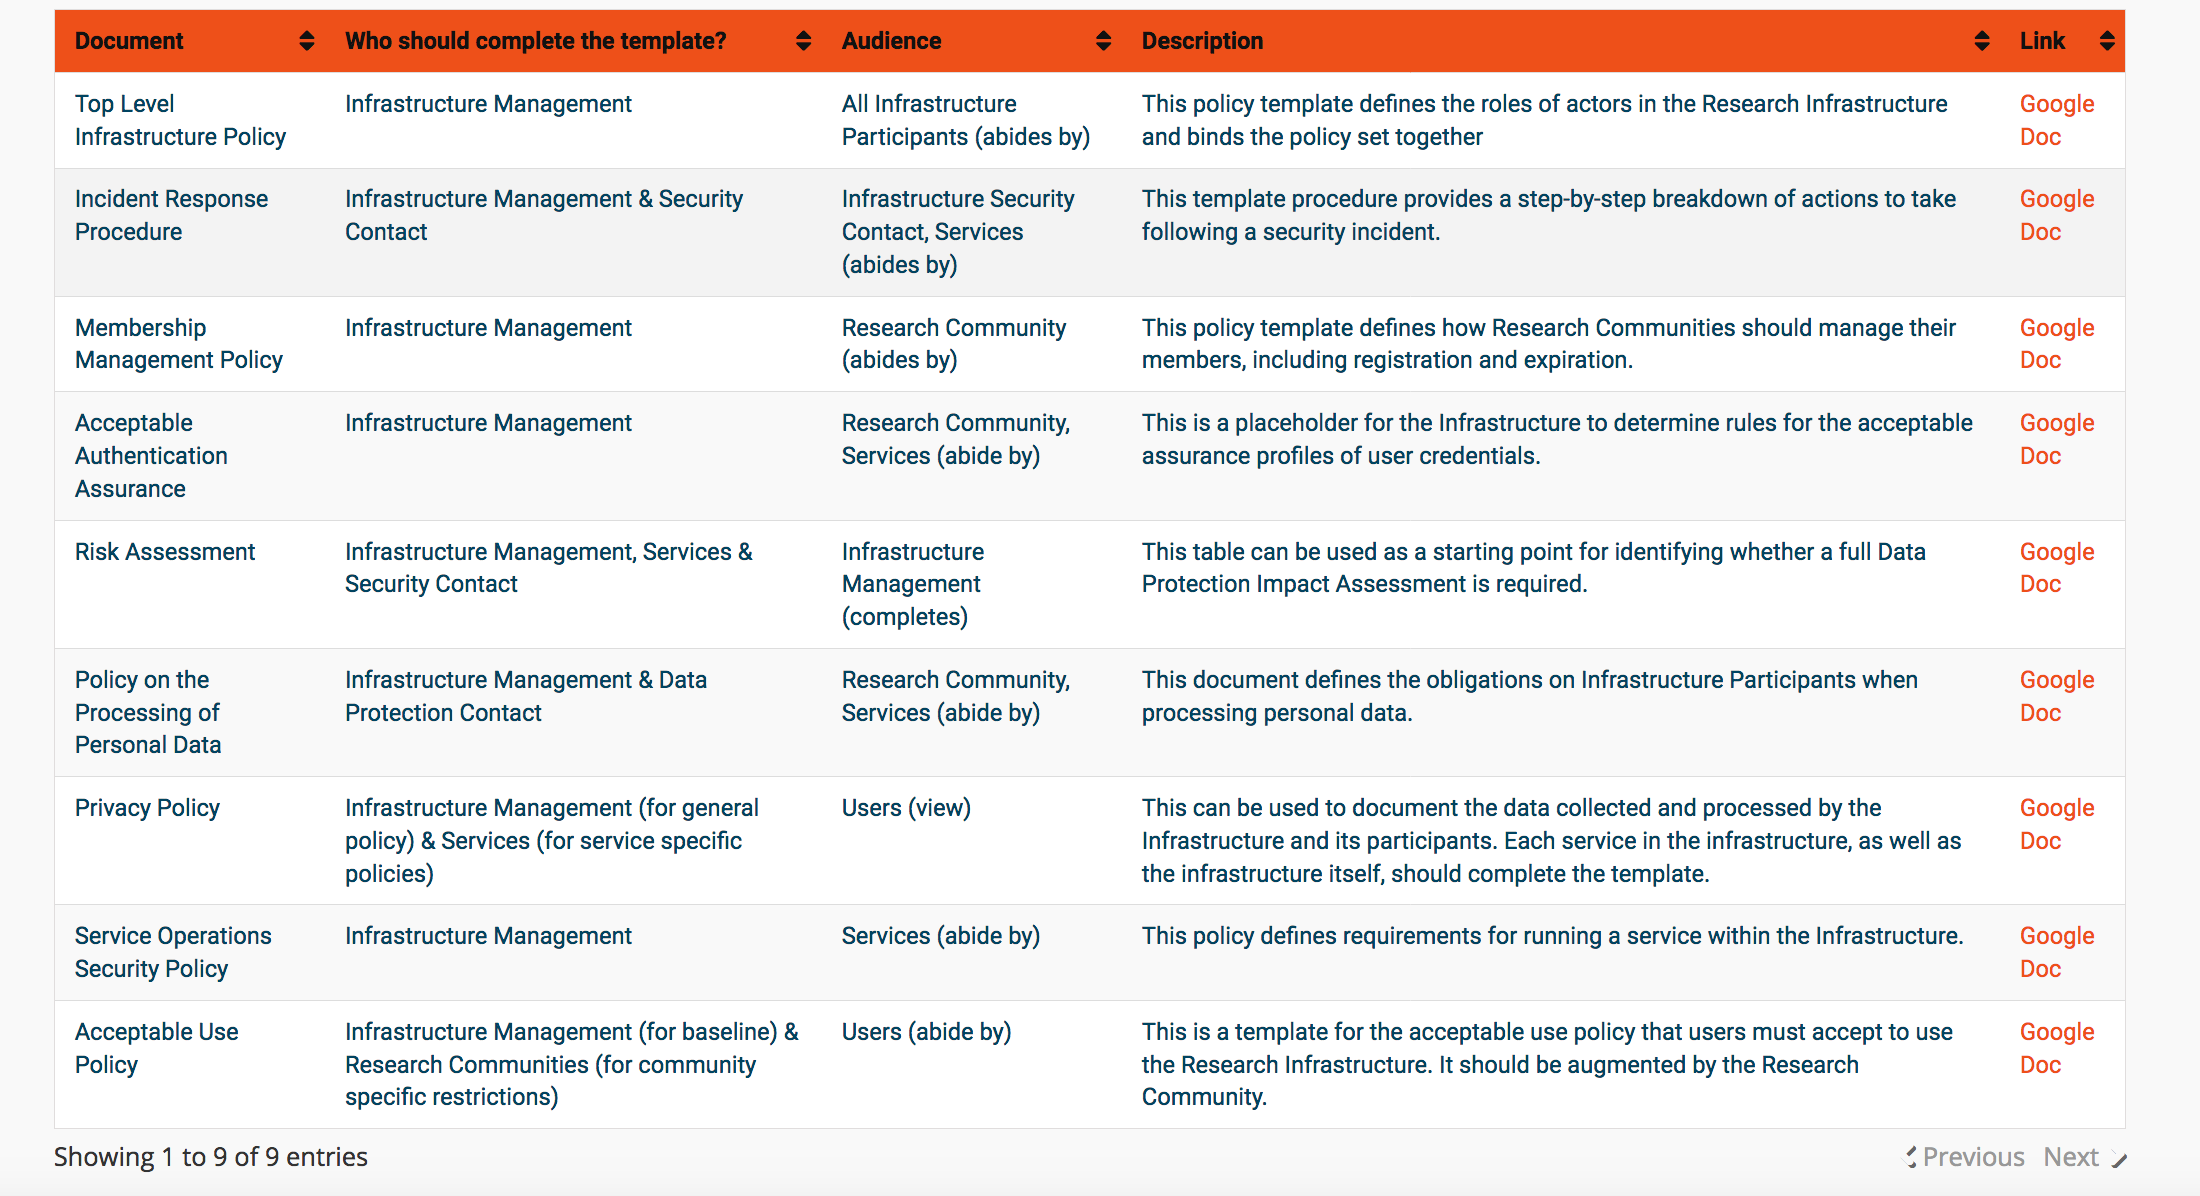 Document
Who should complete the template?
Audience
Description
Link
Top Level
Infrastructure Policy
Infrastructure Management
All Infrastructure
Participants (abides by)
This policy template defines the roles of actors in the Research Infrastructure
and binds the policy set together
Google
Doc
Incident Response
Procedure
Infrastructure Management & Security
Contact
Infrastructure Security
Contact, Services
(abides by)
This template procedure provides a step-by-step breakdown of actions to take
following a security incident.
Google
Doc
Membership
Management Policy
Infrastructure Management
Research Community
(abides by)
This policy template defines how Research Communities should manage their
members, including registration and expiration.
Google
Doc
Acceptable
Authentication
Assurance
Infrastructure Management
Research Community,
Services (abide by)
This is a placeholder for the Infrastructure to determine rules for the acceptable
assurance profiles of user credentials.
Google
Doc
Risk Assessment
Infrastructure Management, Services &
Security Contact
Infrastructure
Management
(completes)
This table can be used as a starting point for identifying whether a full Data
Protection Impact Assessment is required.
Google
Doc
Policy on the
Processing of
Personal Data
Infrastructure Management & Data
Protection Contact
Research Community,
Services (abide by)
This document defines the obligations on Infrastructure Participants when
processing personal data.
Google
Doc
Privacy Policy
Infrastructure Management (for general
policy) & Services (for service specific
policies)
Users (view)
This can be used to document the data collected and processed by the
Infrastructure and its participants. Each service in the infrastructure, as well as
the infrastructure itself, should complete the template.
Google
Doc
Service Operations
Security Policy
Infrastructure Management
Services (abide by)
This policy defines requirements for running a service within the Infrastructure.
Google
Doc
Acceptable Use
Policy
Infrastructure Management (for baseline) &
Research Communities (for community
specific restrictions)
Users (abide by)
This is a template for the acceptable use policy that users must accept to use
the Research Infrastructure. It should be augmented by the Research
Community.
Google
Doc
Showing 1 to 9 of 9 entries
Previous Next